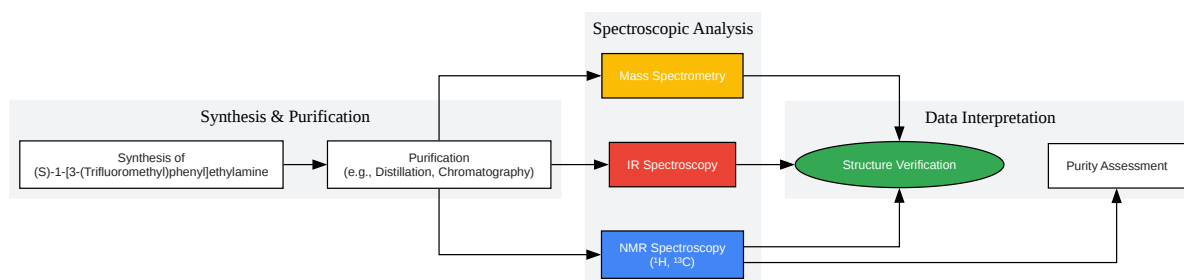 Spectroscopic Analysis
Mass Spectrometry
Synthesis & Purification
Data Interpretation
Synthesis of
(S)-1-[3-(Trifluoromethyl)phenyl]ethylamine
Purification
(e.g., Distillation, Chromatography)
IR Spectroscopy
Structure Verification
Purity Assessment
NMR Spectroscopy
(¹H, ¹³C)